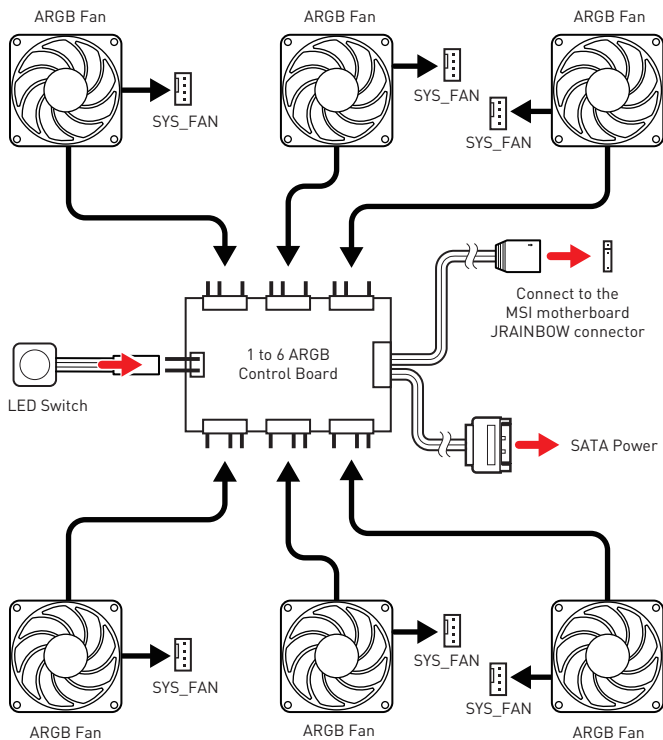 ARGB Fan
ARGB Fan
ARGB Fan
SYS_FAN
SYS_FAN
SYS_FAN
Connect to the
MSI motherboard
JRAINBOW connector
1 to 6 ARGB
Control Board
LED Switch
SATA Power
SYS_FAN
SYS_FAN
SYS_FAN
ARGB Fan
ARGB Fan
ARGB Fan